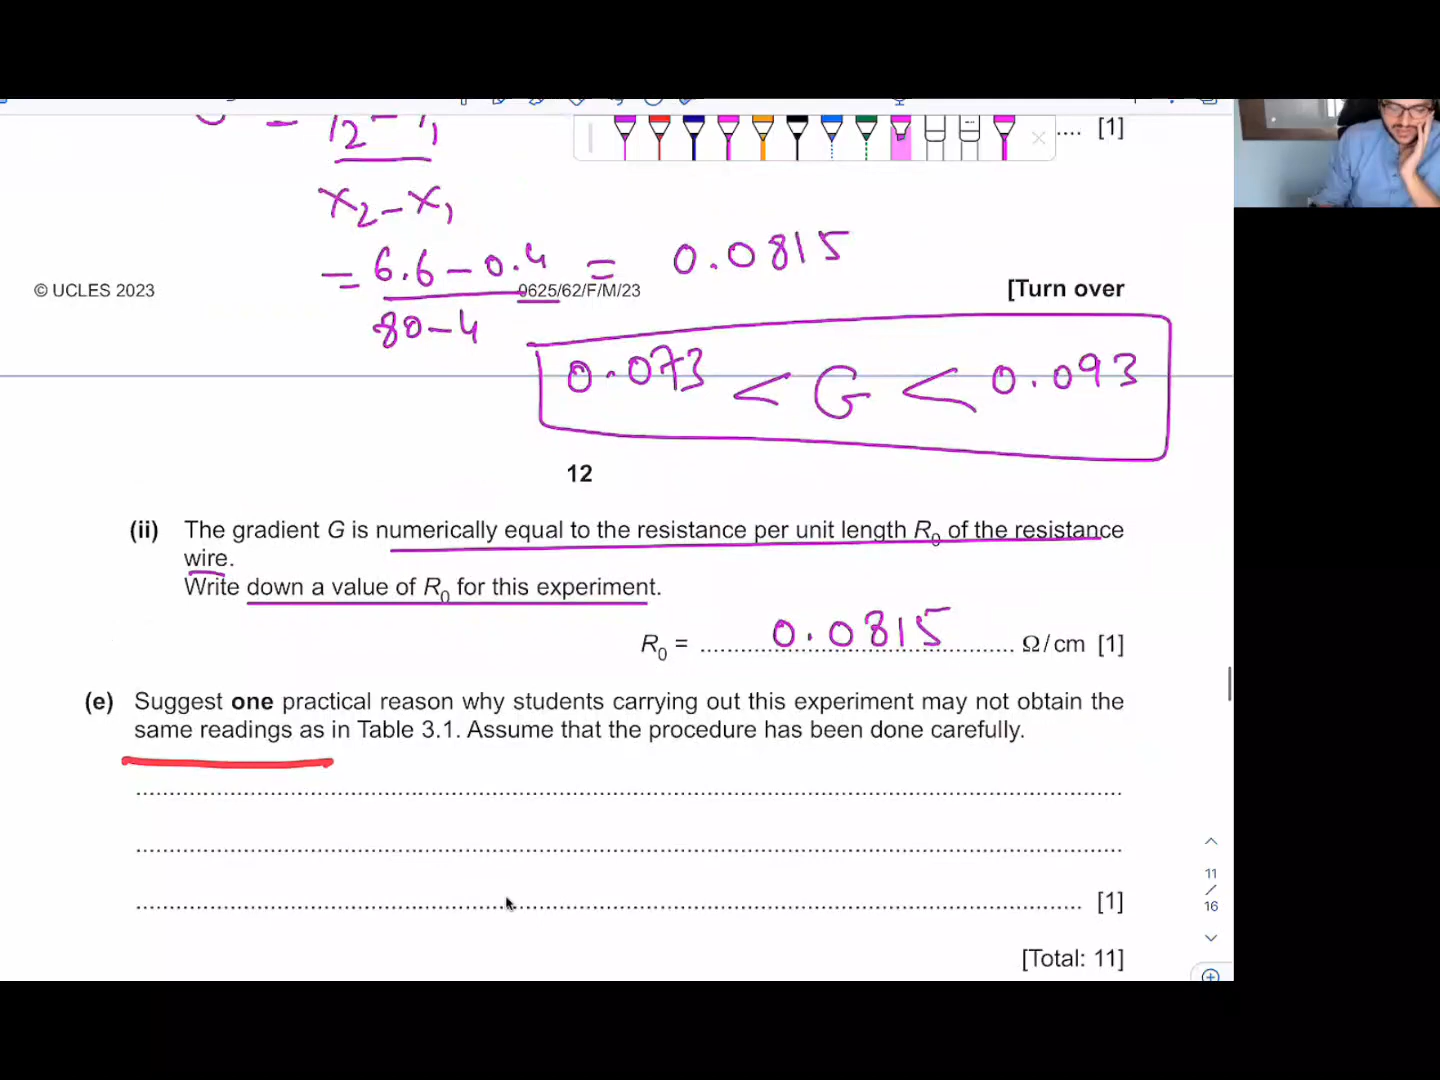 .... [1]
x₂ – x₁
= 6.6 – 0.4 = 0.0815
80 – 4
© UCLES 2023 0625/62/F/M/23 [Turn over
0.073 < G < 0.093
12
(ii) The gradient G is numerically equal to the resistance per unit length R₀ of the resistance
wire.
Write down a value of R₀ for this experiment.
R₀ = ..... 0.0815 ..... Ω/cm [1]
(e) Suggest one practical reason why students carrying out this experiment may not obtain the
same readings as in Table 3.1. Assume that the procedure has been done carefully.
[1]
[Total: 11]
11
/
16